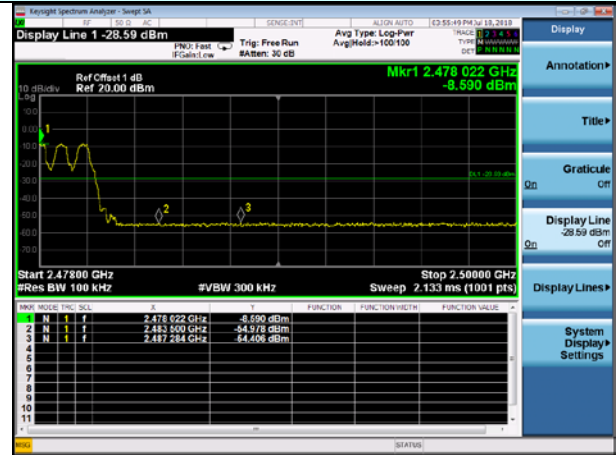 Keysight Spectrum Analyzer - Swept SA
RF 50 Ω AC SENSE:INT ALIGN AUTO 03:55:49 PM Jul 18, 2018
Display Line 1 -28.59 dBm
PNO: Fast Trig: Free Run Avg Type: Log-Pwr TRACE 1 2 3 4 5 6
IFGain:Low #Atten: 30 dB Avg|Hold:>100/100 TYPE
DET P N N N N N
Display
Mkr1 2.478 022 GHz
-8.590 dBm
Ref Offset 1 dB
10 dB/div Ref 20.00 dBm
Log
10.0
0.00
-10.0
-20.0
-30.0
-40.0
-50.0
-60.0
-70.0
1
2
3
DL1 -28.59 dBm
Start 2.47800 GHz Stop 2.50000 GHz
#Res BW 100 kHz #VBW 300 kHz Sweep 2.133 ms (1001 pts)
MKR MODE TRC SCL X Y FUNCTION FUNCTION WIDTH FUNCTION VALUE
1 N 1 f 2.478 022 GHz -8.590 dBm
2 N 1 f 2.483 500 GHz -54.978 dBm
3 N 1 f 2.487 284 GHz -54.406 dBm
4
5
6
7
8
9
10
11
MSG STATUS
Annotation
Title
Graticule
On Off
Display Line
-28.59 dBm
On Off
Display Lines
System
Display
Settings